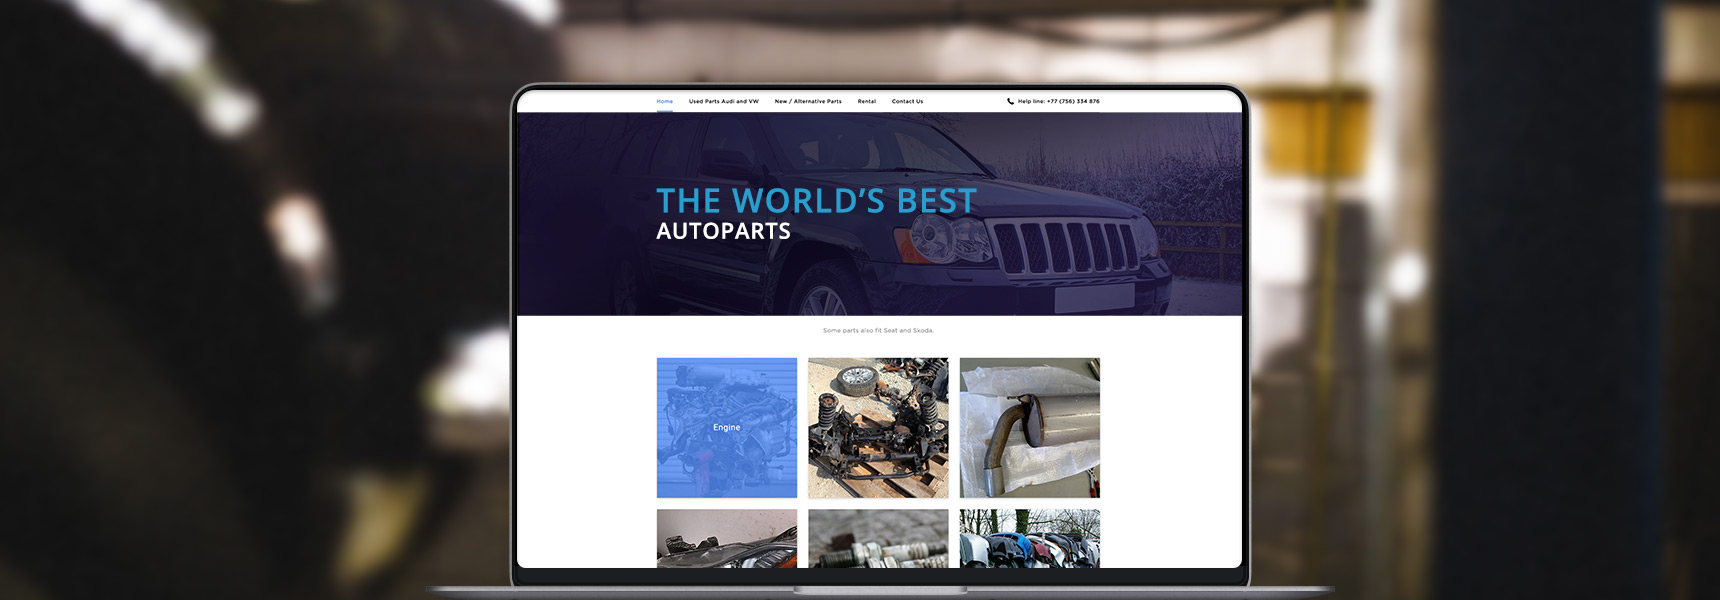 Home Used Parts Audi and VW New / Alternative Parts Rental Contact Us Help line: +77 (756) 334 876
THE WORLD'S BEST
AUTOPARTS
Some parts also fit Seat and Skoda.
Engine